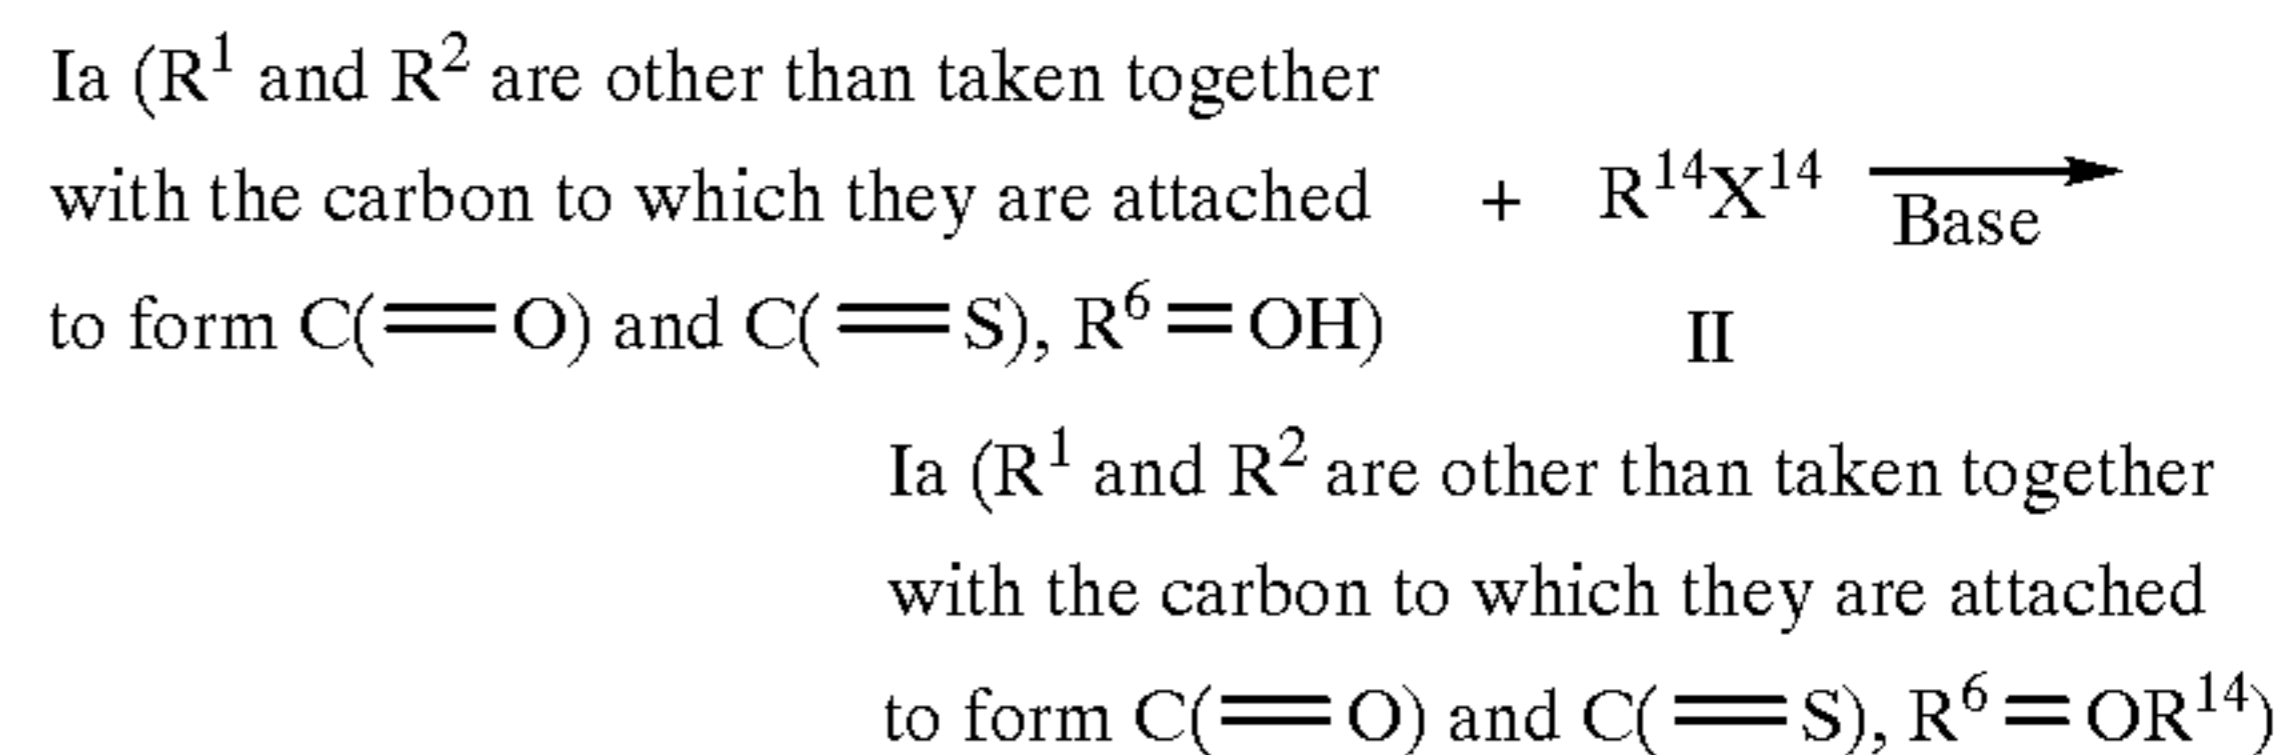 Ia (R¹ and R² are other than taken together
with the carbon to which they are attached + R¹⁴X¹⁴
Base
to form C(=O) and C(=S), R⁶=OH) II
Ia (R¹ and R² are other than taken together
with the carbon to which they are attached
to form C(=O) and C(=S), R⁶=OR¹⁴)